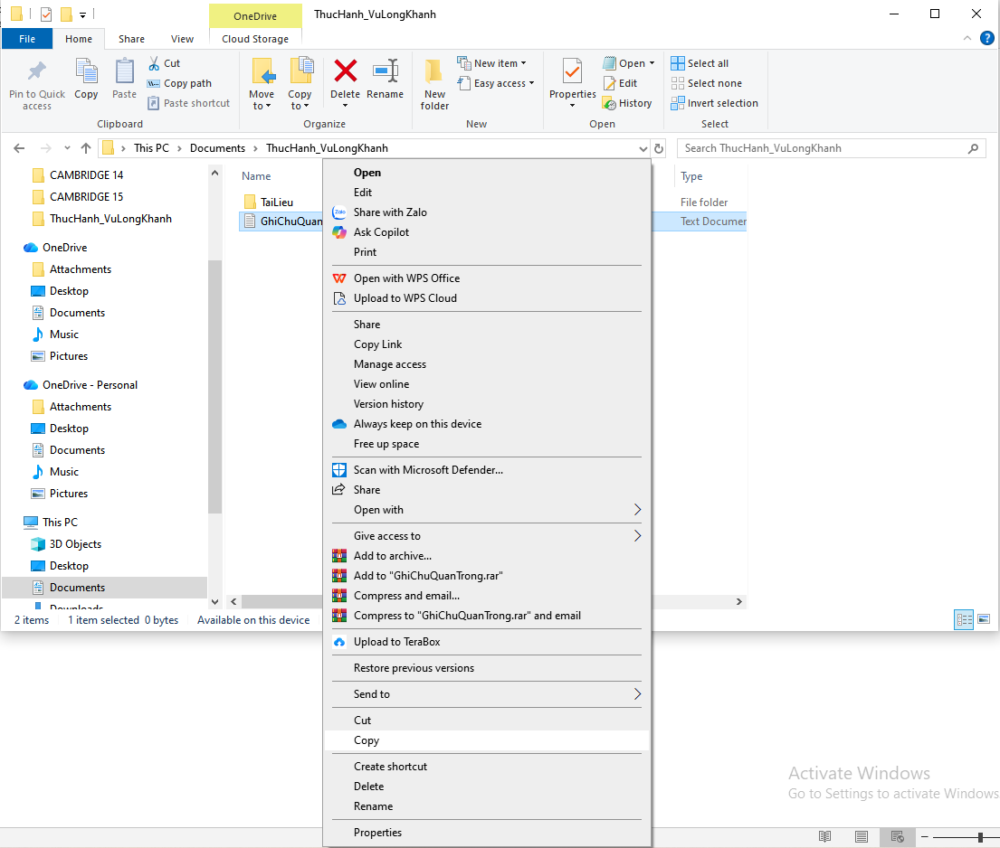 OneDrive
ThucHanh_VuLongKhanh
File
Home
Share
View
Cloud Storage
Pin to Quick access
Copy
Paste
Cut
Copy path
Paste shortcut
Clipboard
Move to
Copy to
Delete
Rename
Organize
New folder
New item
Easy access
New
Properties
Open
Edit
History
Open
Select all
Select none
Invert selection
Select
This PC > Documents > ThucHanh_VuLongKhanh
Search ThucHanh_VuLongKhanh
CAMBRIDGE 14
CAMBRIDGE 15
ThucHanh_VuLongKhanh
OneDrive
Attachments
Desktop
Documents
Music
Pictures
OneDrive - Personal
Attachments
Desktop
Documents
Music
Pictures
This PC
3D Objects
Desktop
Documents
Downloads
Name
Type
TaiLieu
File folder
GhiChuQuan
Text Documen
Open
Edit
Share with Zalo
Ask Copilot
Print
Open with WPS Office
Upload to WPS Cloud
Share
Copy Link
Manage access
View online
Version history
Always keep on this device
Free up space
Scan with Microsoft Defender...
Share
Open with
Give access to
Add to archive...
Add to "GhiChuQuanTrong.rar"
Compress and email...
Compress to "GhiChuQuanTrong.rar" and email
Upload to TeraBox
Restore previous versions
Send to
Cut
Copy
Create shortcut
Delete
Rename
Properties
2 items
1 item selected 0 bytes
Available on this device
Activate Windows
Go to Settings to activate Windows